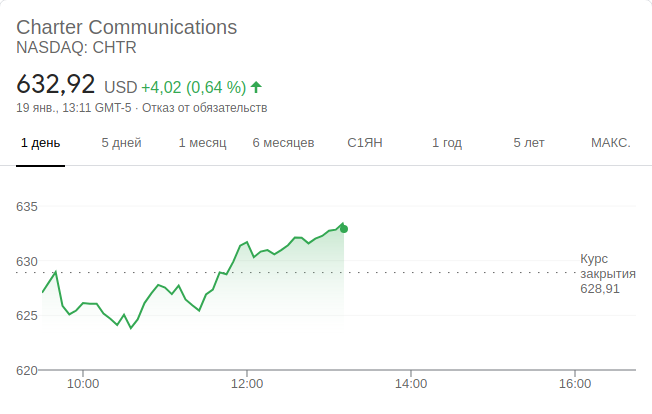 Charter Communications
NASDAQ: CHTR
632,92 USD +4,02 (0,64 %)
19 янв., 13:11 GMT-5 · Отказ от обязательств
1 день 5 дней 1 месяц 6 месяцев С1ЯН 1 год 5 лет МАКС.
635
630
Курс
закрытия
628,91
625
620
10:00 12:00 14:00 16:00